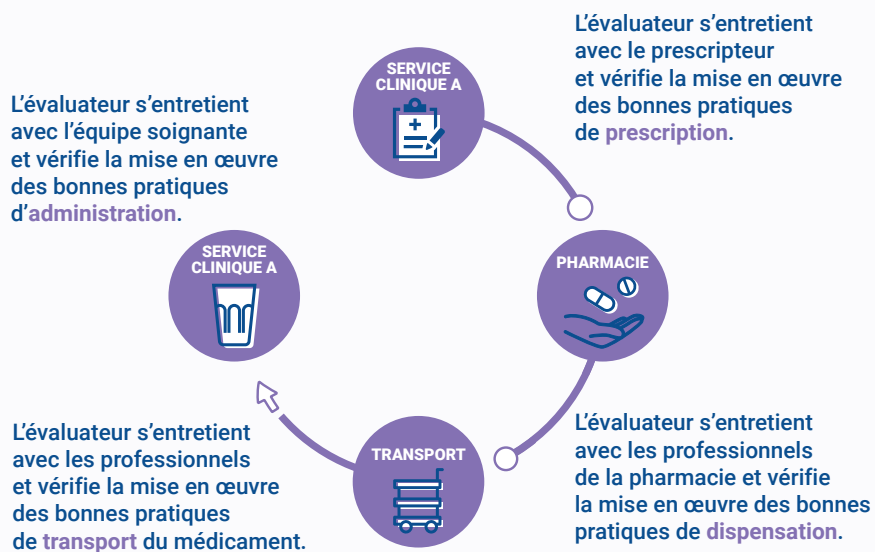 L’évaluateur s’entretient
avec le prescripteur
et vérifie la mise en œuvre
des bonnes pratiques
de prescription.
SERVICE
CLINIQUE A
L’évaluateur s’entretient
avec l’équipe soignante
et vérifie la mise en œuvre
des bonnes pratiques
d’administration.
SERVICE
CLINIQUE A
PHARMACIE
L’évaluateur s’entretient
avec les professionnels
de la pharmacie et vérifie
la mise en œuvre des bonnes
pratiques de dispensation.
TRANSPORT
L’évaluateur s’entretient
avec les professionnels
et vérifie la mise en œuvre
des bonnes pratiques
de transport du médicament.